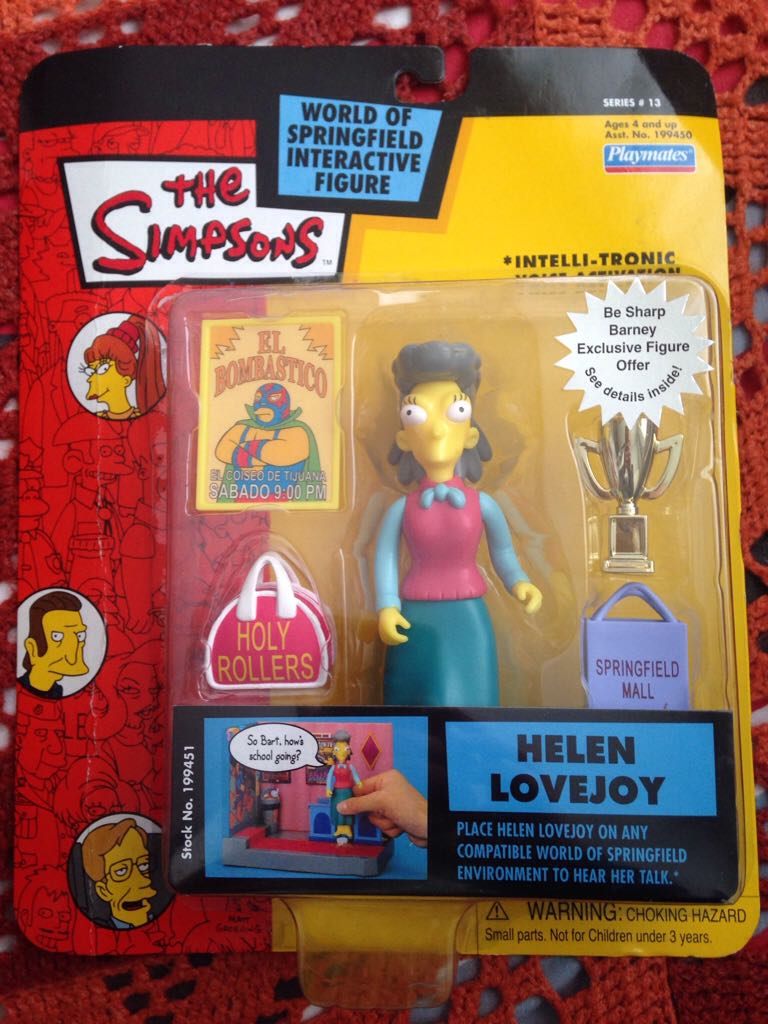 SERIES # 13
Ages 4 and up
Asst. No. 199450
Playmates®
WORLD OF
SPRINGFIELD
INTERACTIVE
FIGURE
THE
SIMPSONS
TM
*INTELLI-TRONIC
VOICE ACTIVATION
Be Sharp
Barney
Exclusive Figure
Offer
See details inside!
EL
BOMBASTICO
EL COISEO DE TIJUANA
SABADO 9:00 PM
HOLY
ROLLERS
SPRINGFIELD
MALL
Stock No. 199451
So Bart, how's
school going?
HELEN
LOVEJOY
PLACE HELEN LOVEJOY ON ANY
COMPATIBLE WORLD OF SPRINGFIELD
ENVIRONMENT TO HEAR HER TALK.*
MATT
GROENING
WARNING: CHOKING HAZARD
Small parts. Not for Children under 3 years.